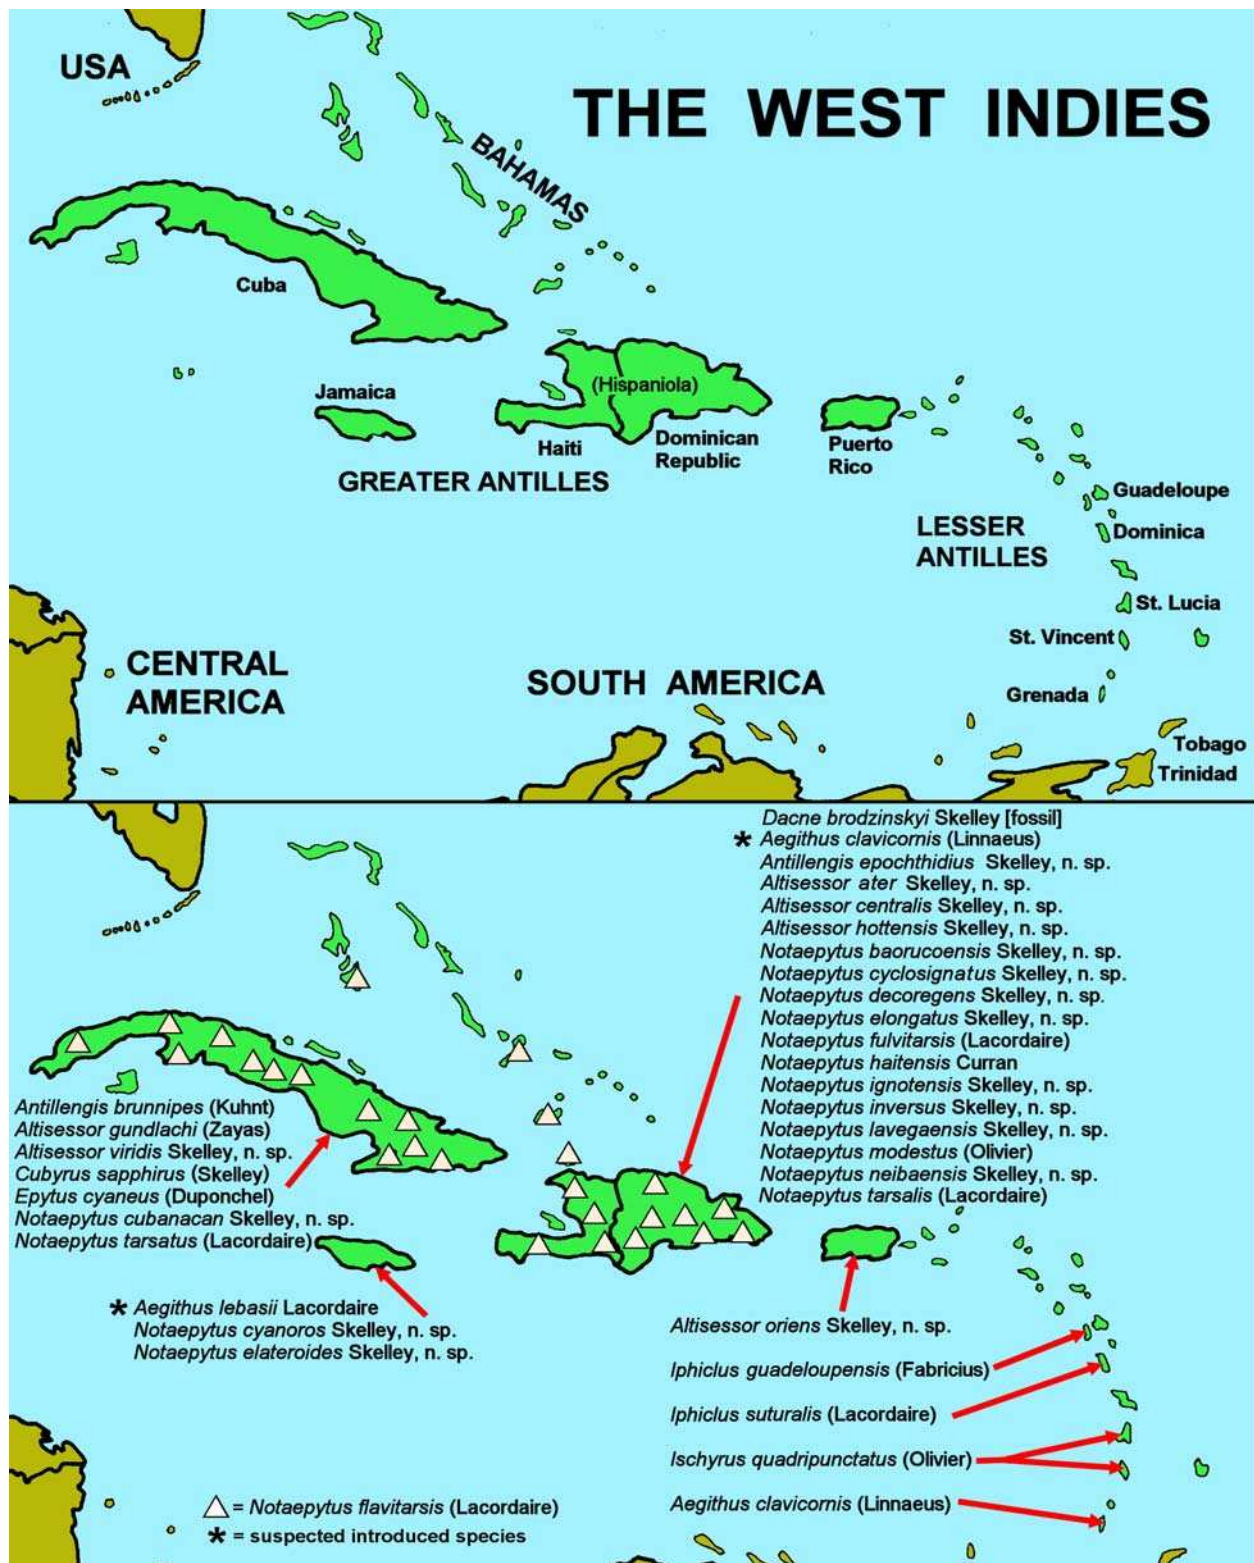 USA
THE WEST INDIES
BAHAMAS
Cuba
Jamaica
(Hispaniola)
Haiti
Dominican
Republic
Puerto
Rico
GREATER ANTILLES
Guadeloupe
LESSER
ANTILLES
Dominica
St. Lucia
St. Vincent
CENTRAL
AMERICA
SOUTH AMERICA
Grenada
Tobago
Trinidad
Dacne brodzinskyi Skelley [fossil]
* Aegithus clavicornis (Linnaeus)
Antillengis epochthidius Skelley, n. sp.
Altisessor ater Skelley, n. sp.
Altisessor centralis Skelley, n. sp.
Altisessor hottensis Skelley, n. sp.
Notaepytus baorucoensis Skelley, n. sp.
Notaepytus cyclosignatus Skelley, n. sp.
Notaepytus decoregens Skelley, n. sp.
Notaepytus elongatus Skelley, n. sp.
Notaepytus fulvitarsis (Lacordaire)
Notaepytus haitensis Curran
Notaepytus ignotensis Skelley, n. sp.
Notaepytus inversus Skelley, n. sp.
Notaepytus lavegaensis Skelley, n. sp.
Notaepytus modestus (Olivier)
Notaepytus neibaensis Skelley, n. sp.
Notaepytus tarsalis (Lacordaire)
Antillengis brunnipes (Kuhnt)
Altisessor gundlachi (Zayas)
Altisessor viridis Skelley, n. sp.
Cubyrus sapphirus (Skelley)
Epytus cyaneus (Duponchel)
Notaepytus cubanacan Skelley, n. sp.
Notaepytus tarsatus (Lacordaire)
* Aegithus lebasii Lacordaire
Notaepytus cyanoros Skelley, n. sp.
Notaepytus elateroides Skelley, n. sp.
Altisessor oriens Skelley, n. sp.
Iphiclus guadeloupensis (Fabricius)
Iphiclus suturalis (Lacordaire)
Ischyrus quadripunctatus (Olivier)
Aegithus clavicornis (Linnaeus)
= Notaepytus flavitarsis (Lacordaire)
* = suspected introduced species